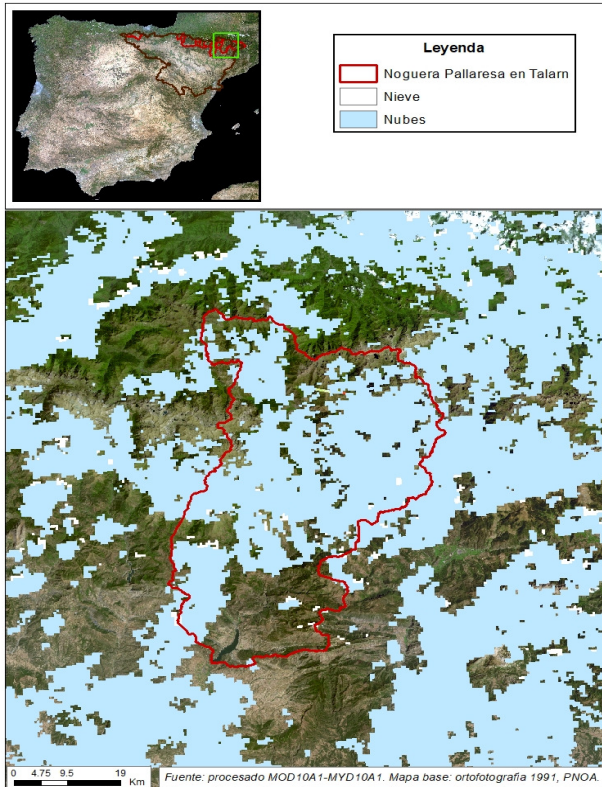 Leyenda
Noguera Pallaresa en Talarn
Nieve
Nubes
0 4.75 9.5 19
Km
Fuente: procesado MOD10A1-MYD10A1. Mapa base: ortofotografía 1991, PNOA.